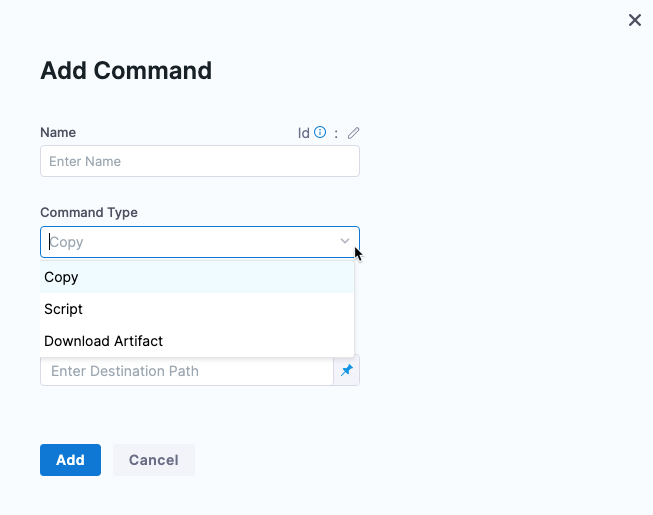 Add Command
Name Id :
Enter Name
Command Type
Copy
Copy
Script
Download Artifact
Enter Destination Path
Add Cancel